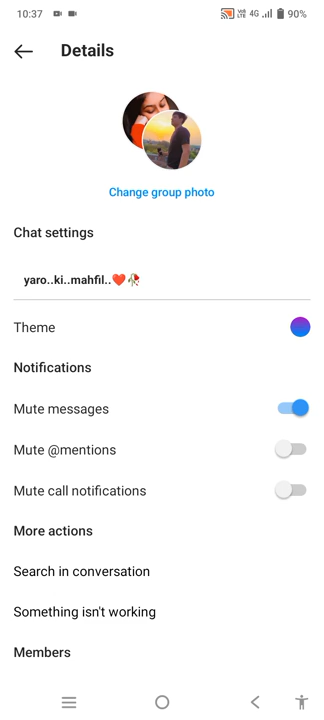 10:37 4G 90%
Details
Change group photo
Chat settings
yaro..ki..mahfil..❤️🥀
Theme
Notifications
Mute messages
Mute @mentions
Mute call notifications
More actions
Search in conversation
Something isn't working
Members